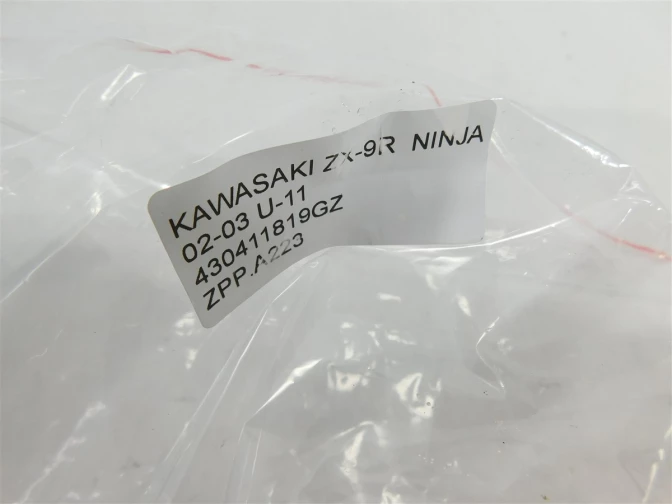 KAWASAKI ZX-9R NINJA
02-03 U-11
430411819GZ
ZPP.A223